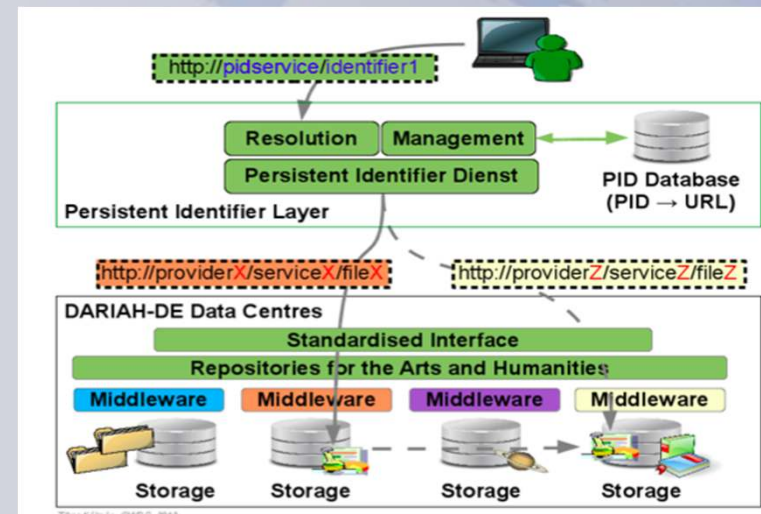 http://pidservice/identifier1
Resolution Management
Persistent Identifier Dienst
PID Database
(PID → URL)
Persistent Identifier Layer
http://providerX/serviceX/fileX http://providerZ/serviceZ/fileZ
DARIAH-DE Data Centres
Standardised Interface
Repositories for the Arts and Humanities
Middleware Middleware Middleware Middleware
Storage Storage Storage Storage